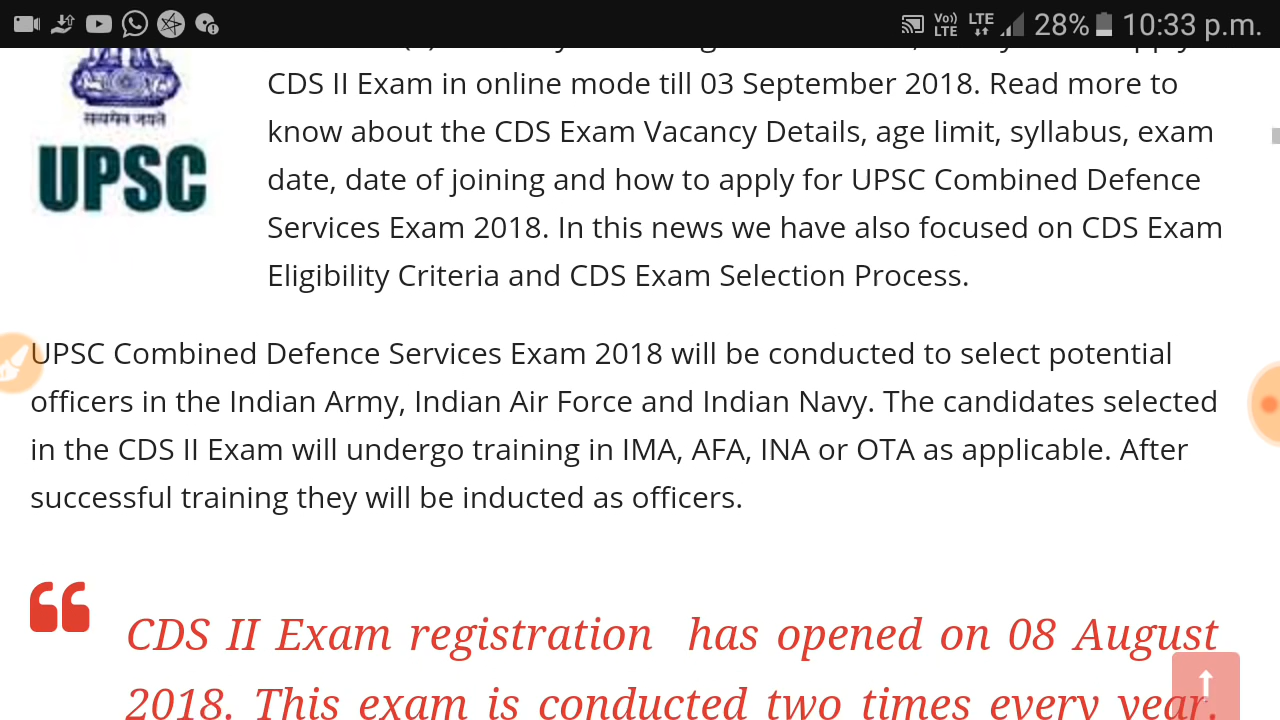 Vo))
LTE
LTE
28%
10:33 p.m.
सत्यमेव जयते
UPSC
CDS II Exam in online mode till 03 September 2018. Read more to
know about the CDS Exam Vacancy Details, age limit, syllabus, exam
date, date of joining and how to apply for UPSC Combined Defence
Services Exam 2018. In this news we have also focused on CDS Exam
Eligibility Criteria and CDS Exam Selection Process.
UPSC Combined Defence Services Exam 2018 will be conducted to select potential
officers in the Indian Army, Indian Air Force and Indian Navy. The candidates selected
in the CDS II Exam will undergo training in IMA, AFA, INA or OTA as applicable. After
successful training they will be inducted as officers.
“
CDS II Exam registration has opened on 08 August
2018. This exam is conducted two times every year.